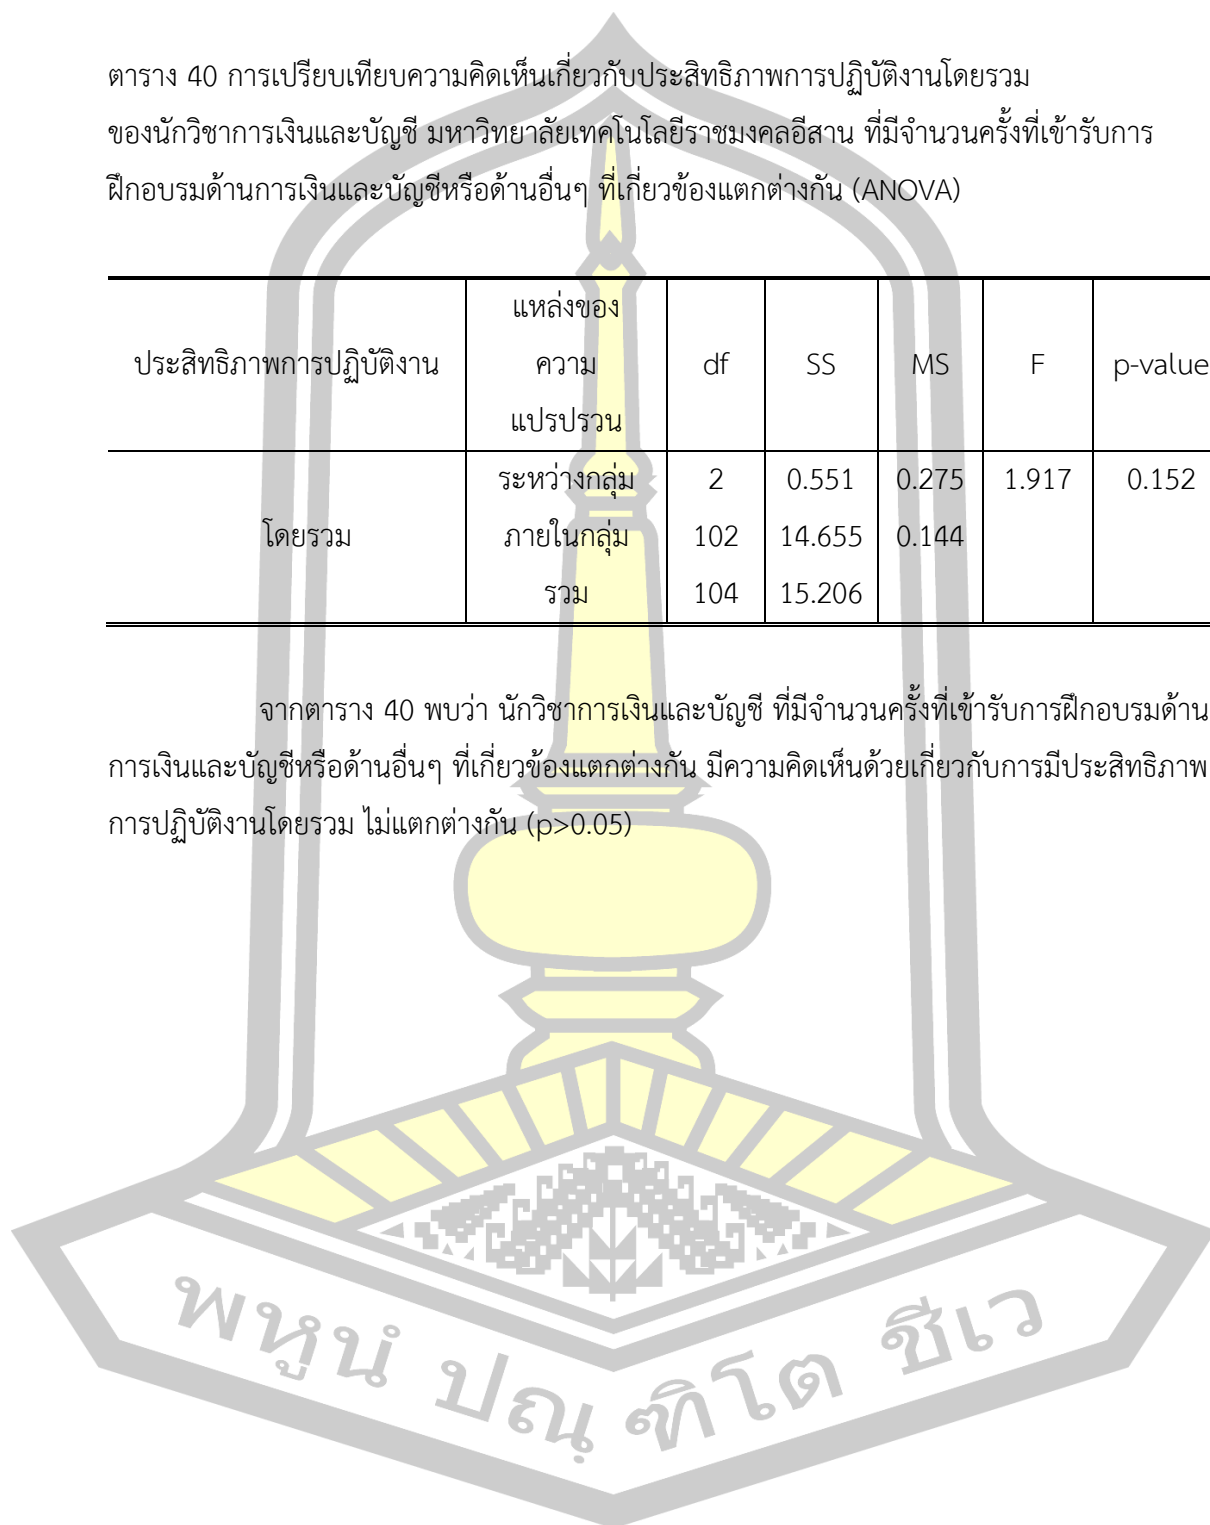 ตาราง 40 การเปรียบเทียบความคิดเห็นเกี่ยวกับประสิทธิภาพการปฏิบัติงานโดยรวม
ของนักวิชาการเงินและบัญชี มหาวิทยาลัยเทคโนโลยีราชมงคลอีสาน ที่มีจำนวนครั้งที่เข้ารับการ
ฝึกอบรมด้านการเงินและบัญชีหรือด้านอื่นๆ ที่เกี่ยวข้องแตกต่างกัน (ANOVA)
แหล่งของ
ประสิทธิภาพการปฏิบัติงาน ความ df SS MS F p-value
แปรปรวน
ระหว่างกลุ่ม 2 0.551 0.275 1.917 0.152
โดยรวม ภายในกลุ่ม 102 14.655 0.144
รวม 104 15.206
จากตาราง 40 พบว่า นักวิชาการเงินและบัญชี ที่มีจำนวนครั้งที่เข้ารับการฝึกอบรมด้าน
การเงินและบัญชีหรือด้านอื่นๆ ที่เกี่ยวข้องแตกต่างกัน มีความคิดเห็นด้วยเกี่ยวกับการมีประสิทธิภาพ
การปฏิบัติงานโดยรวม ไม่แตกต่างกัน (p>0.05)
พหูนํ ปณฺฑิโต ชีเว